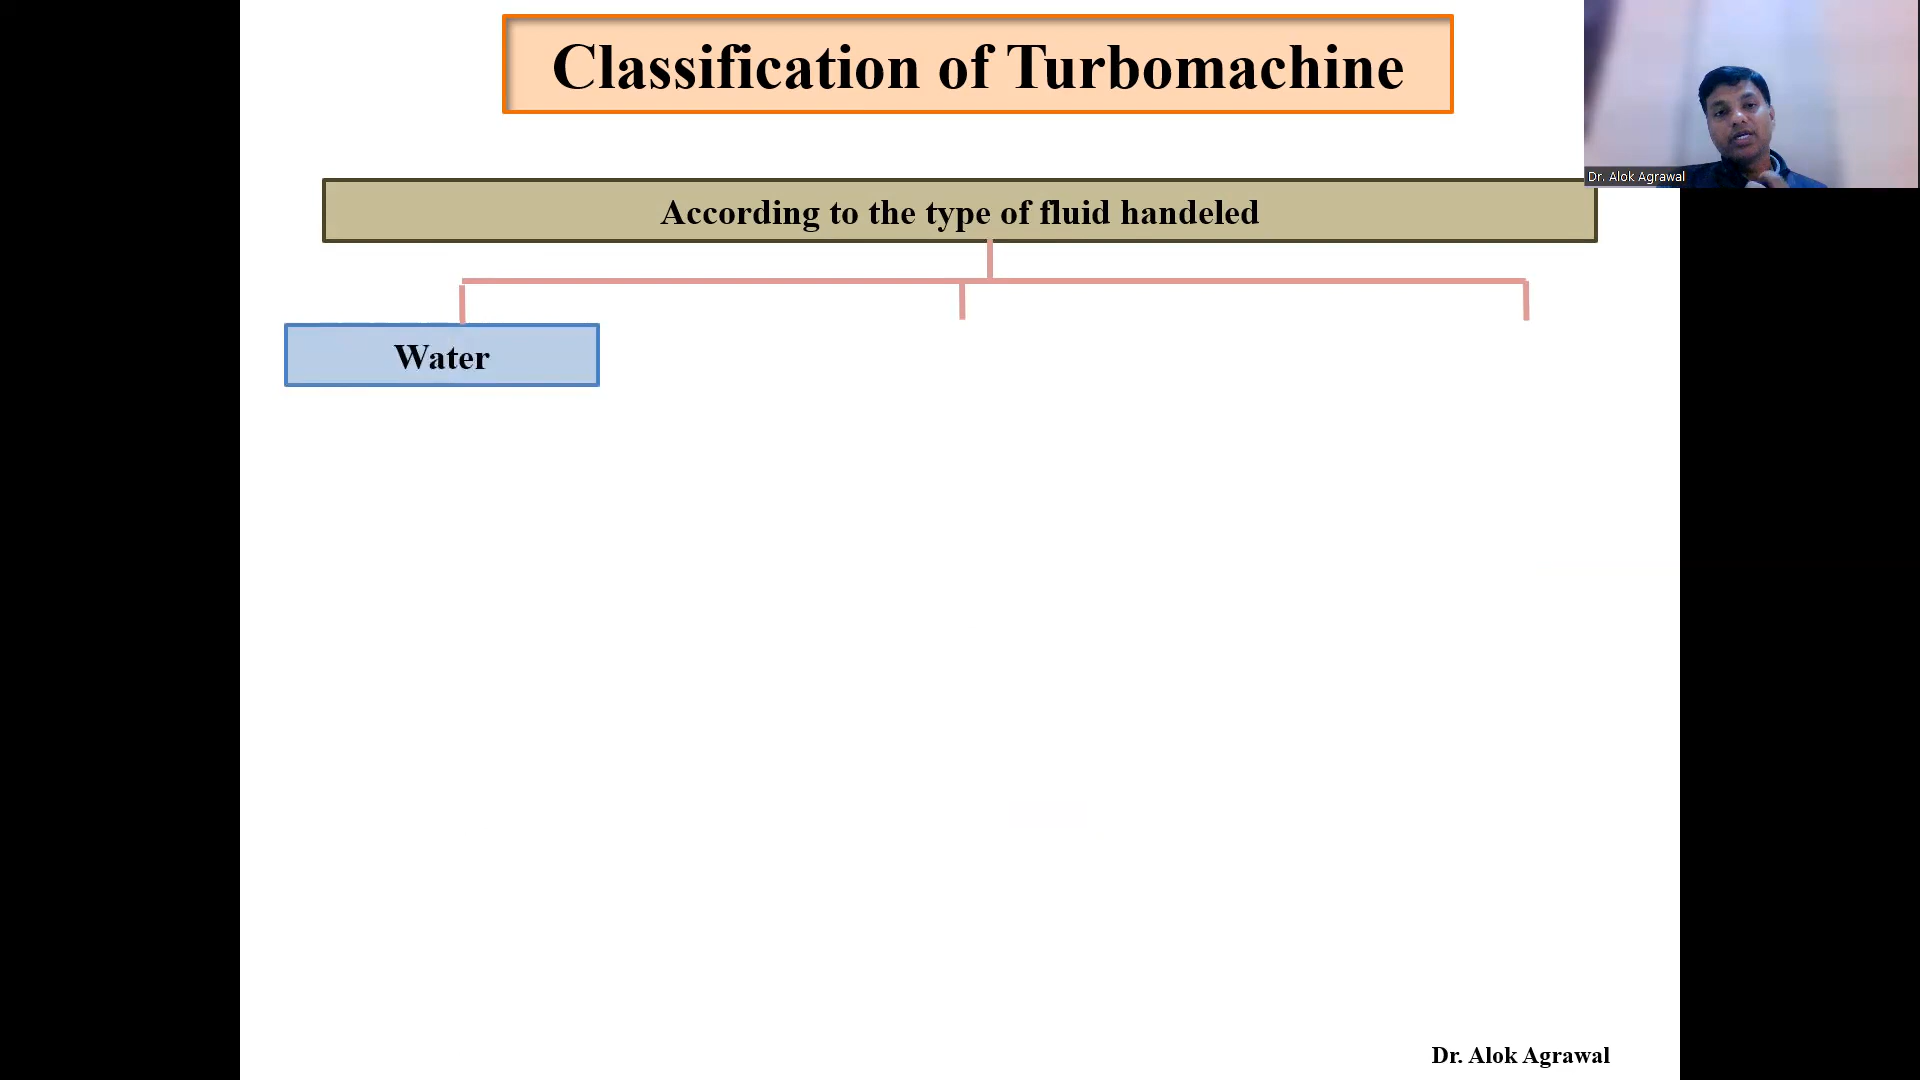 Classification of Turbomachine
Dr. Alok Agrawal
According to the type of fluid handeled
Water
Dr. Alok Agrawal